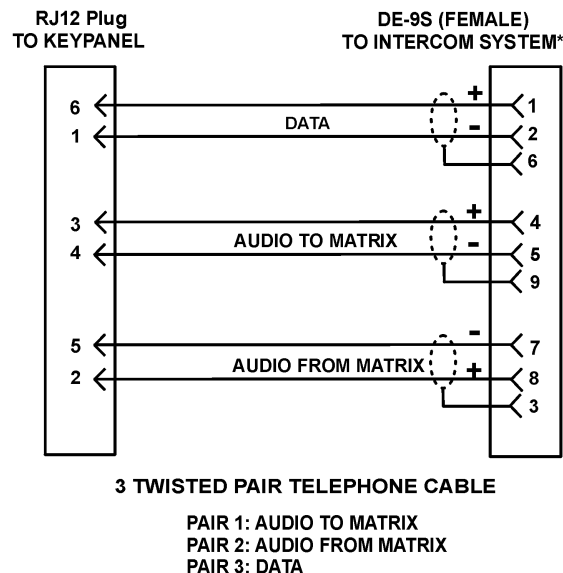 RJ12 Plug
TO KEYPANEL
DE-9S (FEMALE)
TO INTERCOM SYSTEM*
6
+
1
DATA
1
-
2
6
3
+
4
AUDIO TO MATRIX
4
-
5
9
5
-
7
AUDIO FROM MATRIX
2
+
8
3
3 TWISTED PAIR TELEPHONE CABLE
PAIR 1: AUDIO TO MATRIX
PAIR 2: AUDIO FROM MATRIX
PAIR 3: DATA